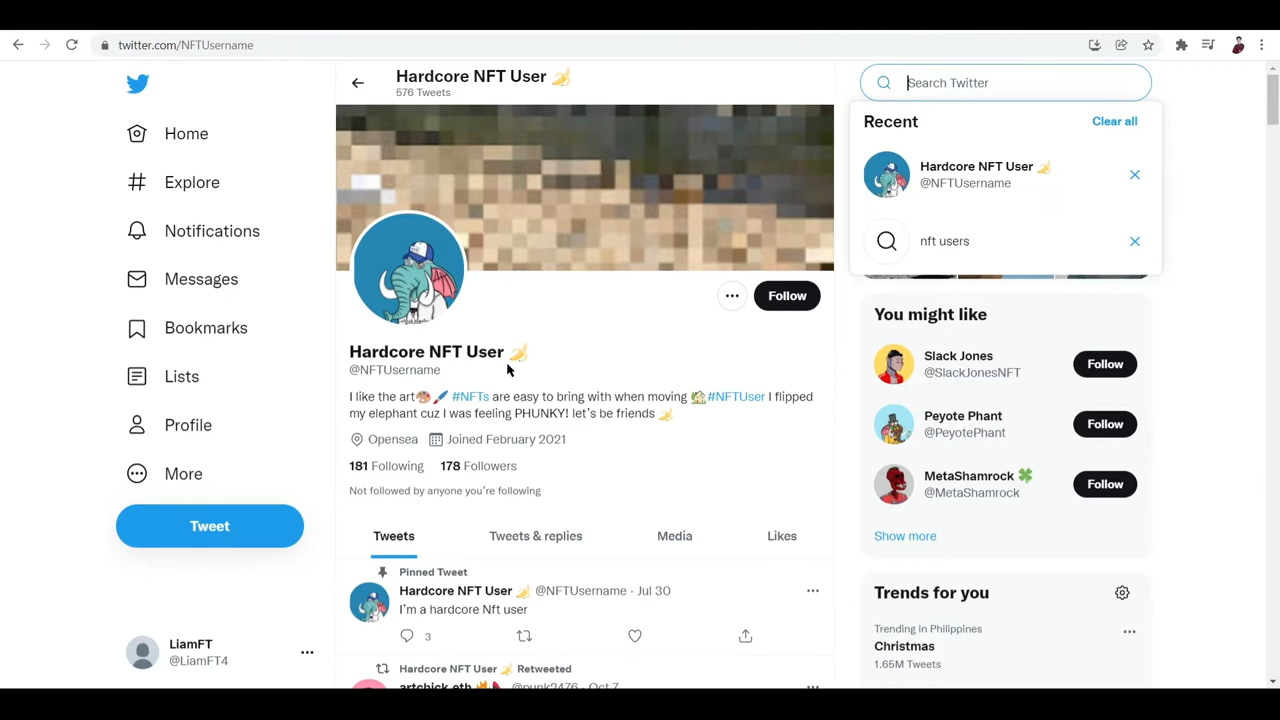 twitter.com/NFTUsername
Hardcore NFT User 🍌
576 Tweets
Search Twitter
Recent
Clear all
Hardcore NFT User 🍌
@NFTUsername
nft users
Home
Explore
Notifications
Messages
Bookmarks
Lists
Profile
More
Tweet
LiamFT
@LiamFT4
Follow
Hardcore NFT User 🍌
@NFTUsername
I like the art🎨🖌️ #NFTs are easy to bring with when moving 🏡#NFTUser I flipped
my elephant cuz I was feeling PHUNKY! let's be friends 🍌
Opensea Joined February 2021
181 Following 178 Followers
Not followed by anyone you're following
Tweets Tweets & replies Media Likes
Pinned Tweet
Hardcore NFT User 🍌 @NFTUsername · Jul 30
I'm a hardcore Nft user
3
Hardcore NFT User 🍌 Retweeted
artchick.eth 🔥 @punk2476 · Oct 7
You might like
Slack Jones
@SlackJonesNFT
Follow
Peyote Phant
@PeyotePhant
Follow
MetaShamrock 🍀
@MetaShamrock
Follow
Show more
Trends for you
Trending in Philippines
Christmas
1.65M Tweets